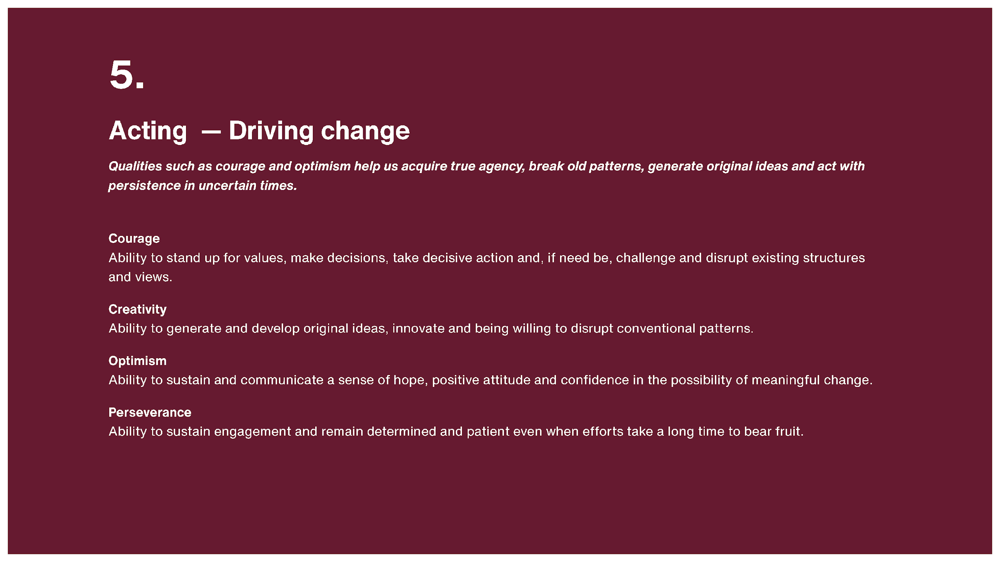 5.
Acting — Driving change
Qualities such as courage and optimism help us acquire true agency, break old patterns, generate original ideas and act with
persistence in uncertain times.
Courage
Ability to stand up for values, make decisions, take decisive action and, if need be, challenge and disrupt existing structures
and views.
Creativity
Ability to generate and develop original ideas, innovate and being willing to disrupt conventional patterns.
Optimism
Ability to sustain and communicate a sense of hope, positive attitude and confidence in the possibility of meaningful change.
Perseverance
Ability to sustain engagement and remain determined and patient even when efforts take a long time to bear fruit.